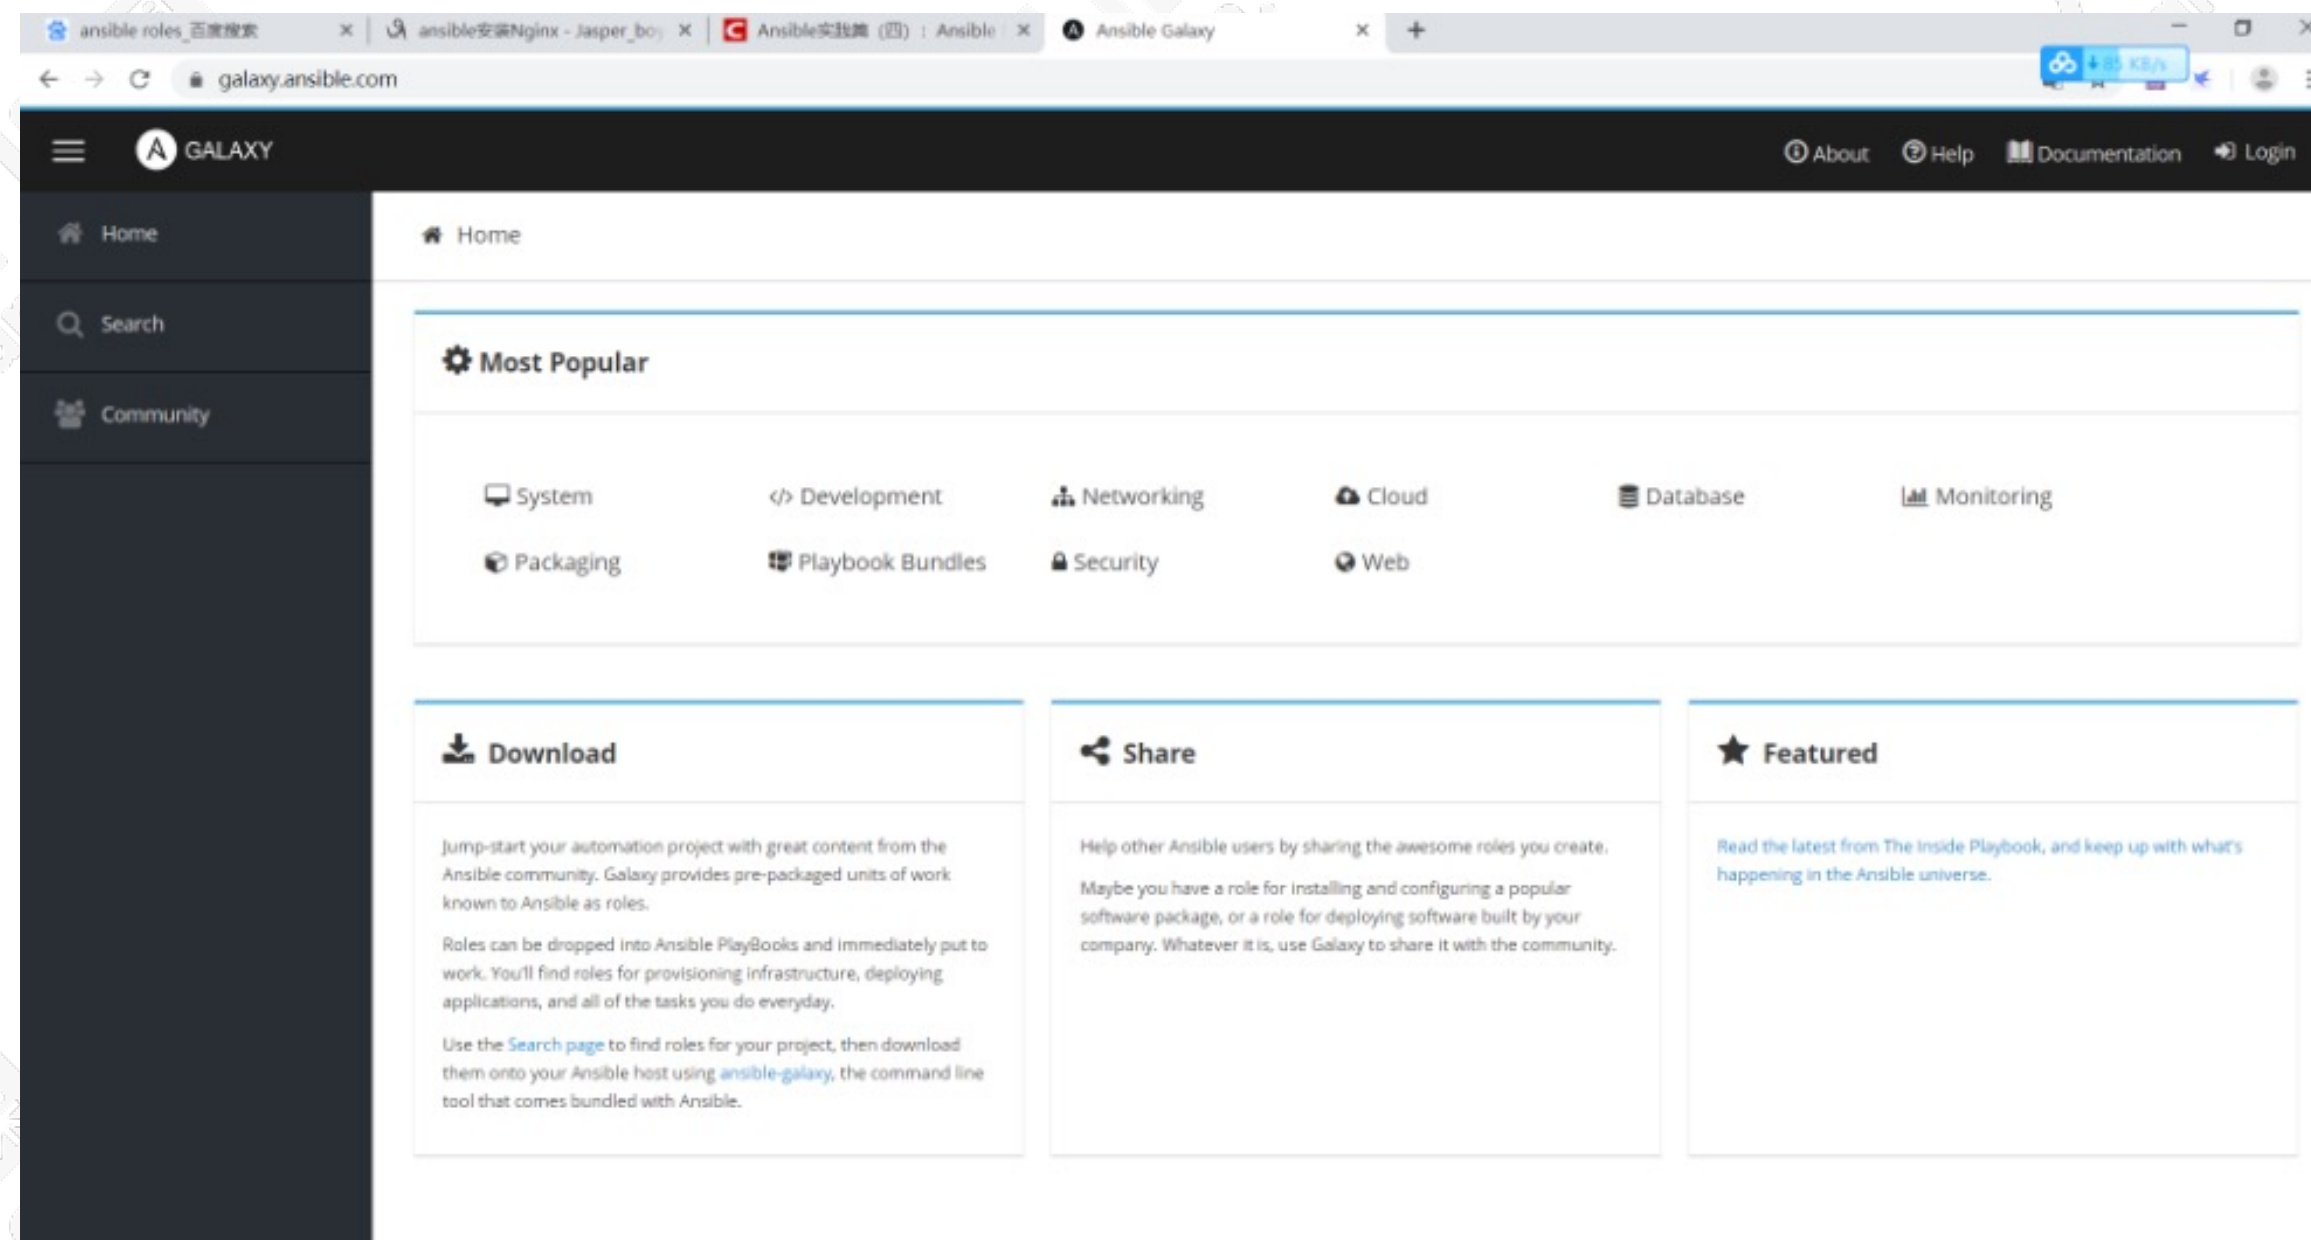 ansible roles_百度搜索
ansible安装Nginx - Jasper_boy
Ansible实战篇 (四) : Ansible
Ansible Galaxy
galaxy.ansible.com
85 KB/s
GALAXY
About
Help
Documentation
Login
Home
Search
Community
Home
Most Popular
System
Development
Networking
Cloud
Database
Monitoring
Packaging
Playbook Bundles
Security
Web
Download
Jump-start your automation project with great content from the
Ansible community. Galaxy provides pre-packaged units of work
known to Ansible as roles.
Roles can be dropped into Ansible PlayBooks and immediately put to
work. You'll find roles for provisioning infrastructure, deploying
applications, and all of the tasks you do everyday.
Use the Search page to find roles for your project, then download
them onto your Ansible host using ansible-galaxy, the command line
tool that comes bundled with Ansible.
Share
Help other Ansible users by sharing the awesome roles you create.
Maybe you have a role for installing and configuring a popular
software package, or a role for deploying software built by your
company. Whatever it is, use Galaxy to share it with the community.
Featured
Read the latest from The Inside Playbook, and keep up with what's
happening in the Ansible universe.